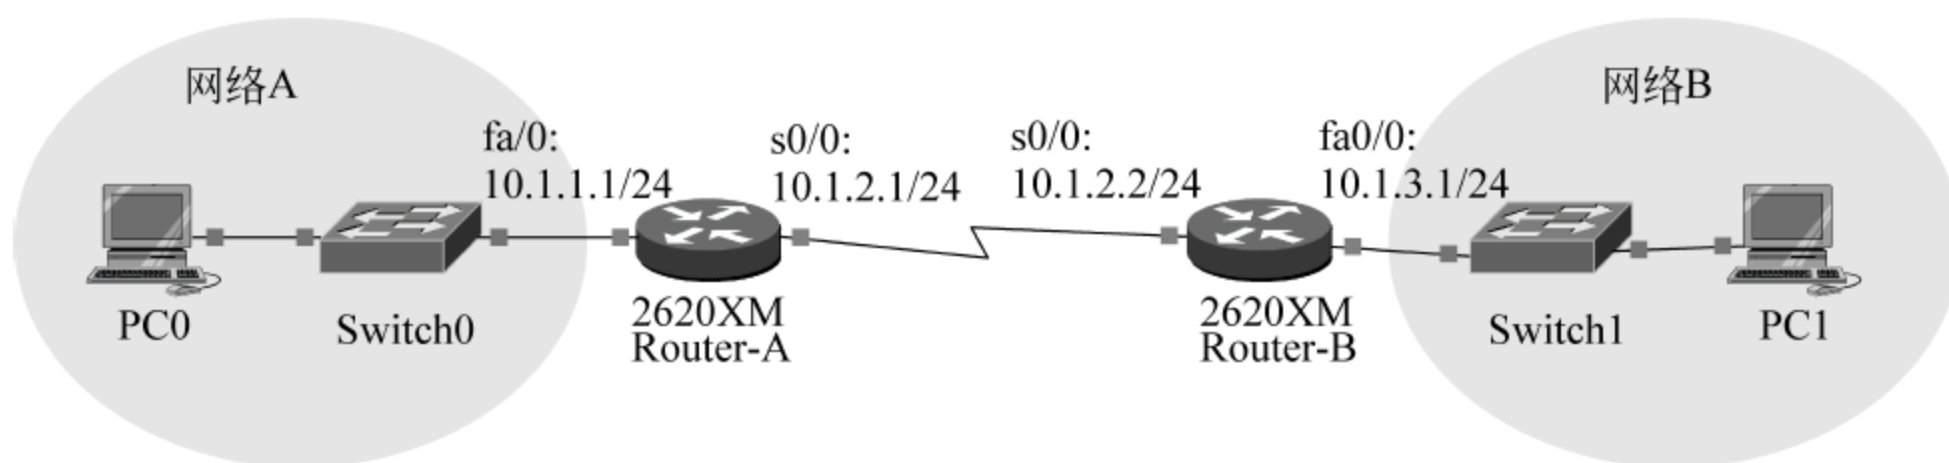 网络A
网络B
fa/0:
10.1.1.1/24
s0/0:
10.1.2.1/24
s0/0:
10.1.2.2/24
fa0/0:
10.1.3.1/24
PC0
Switch0
2620XM
Router-A
2620XM
Router-B
Switch1
PC1